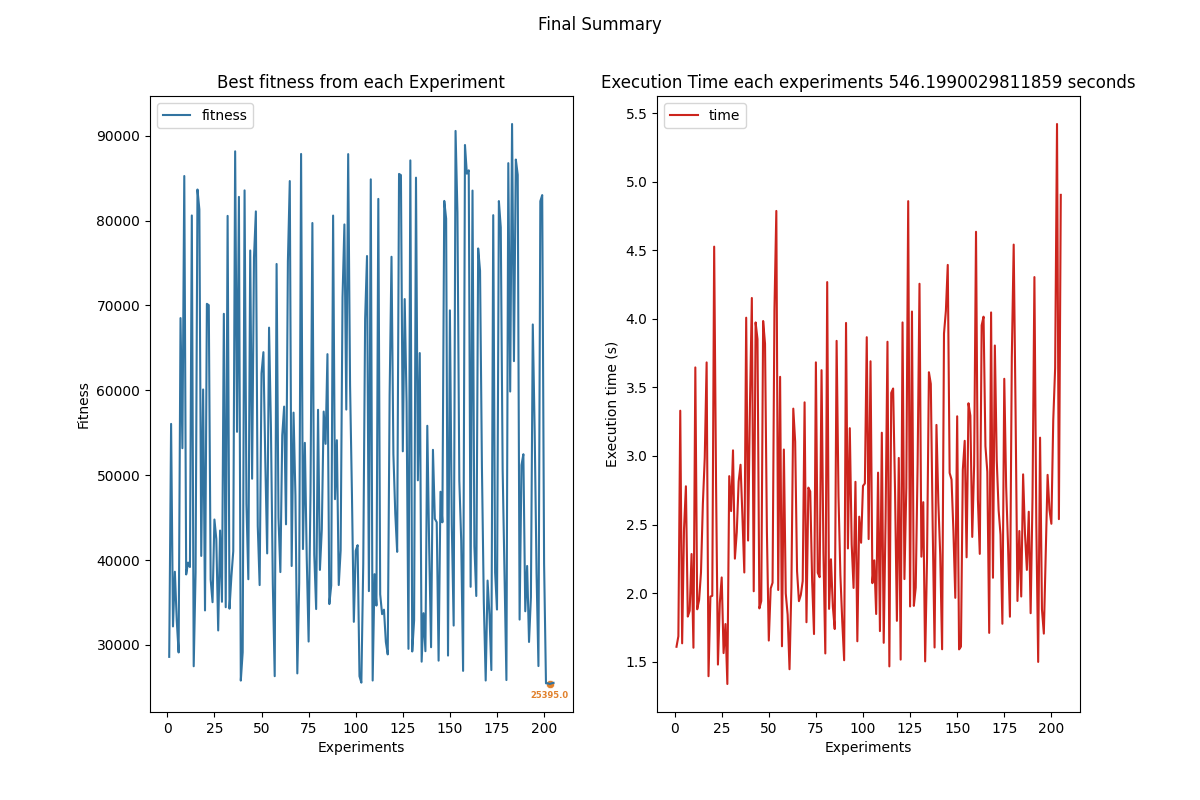 Final Summary
Best fitness from each Experiment
fitness
90000
80000
70000
60000
50000
40000
30000
Fitness
25395.0
0 25 50 75 100 125 150 175 200
Experiments
Execution Time each experiments 546.1990029811859 seconds
time
5.5
5.0
4.5
4.0
3.5
3.0
2.5
2.0
1.5
Execution time (s)
0 25 50 75 100 125 150 175 200
Experiments